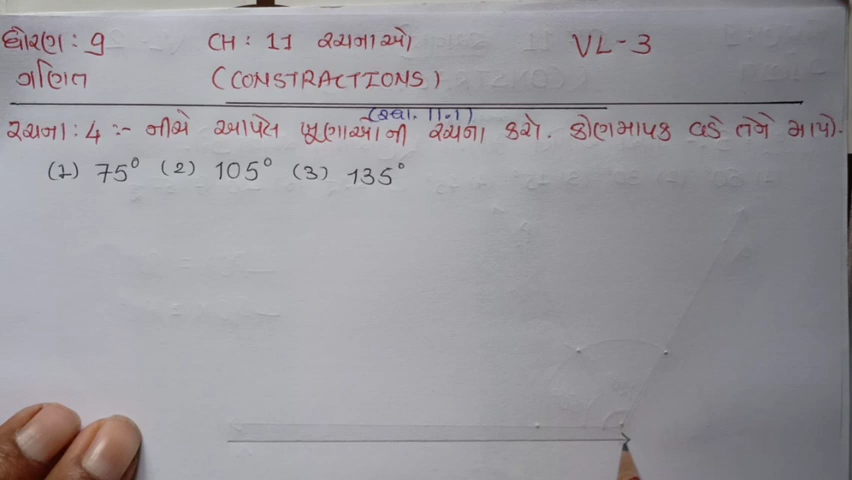 ધોરણ : 9 CH : 11 રચનાઓ VL - 3
ગણિત (CONSTRACTIONS)
(સ્વા. 11.1)
રચના : 4 :- નીચે આપેલ ખૂણાઓની રચના કરો. કોણમાપક વડે તેને માપો.
(1) 75° (2) 105° (3) 135°